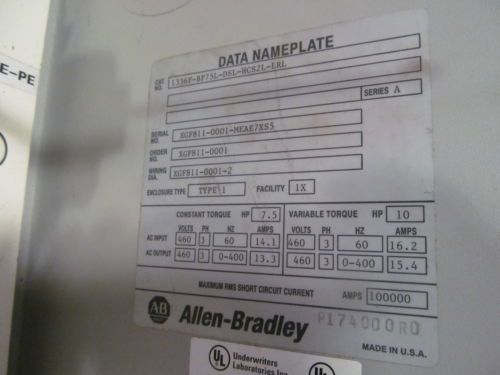 E-PE
DATA NAMEPLATE
CAT. NO. 1336F-BF75L-DSL-HCS2L-LRL
SERIES A
SERIAL NO. XGF811-0001-MEAE7XS5
ORDER NO. XGF811-0001
WIRING DIA. XGF811-0001-2
ENCLOSURE TYPE TYPE 1 FACILITY 1X
CONSTANT TORQUE HP 7.5 VARIABLE TORQUE HP 10
VOLTS PH HZ AMPS VOLTS PH HZ AMPS
AC INPUT 460 3 60 14.1 460 3 60 16.2
AC OUTPUT 460 3 0-400 13.3 460 3 0-400 15.4
MAXIMUM RMS SHORT CIRCUIT CURRENT AMPS 100000
AB Allen-Bradley P174000R0
MADE IN U.S.A.
UL Underwriters
Laboratories Inc. UL